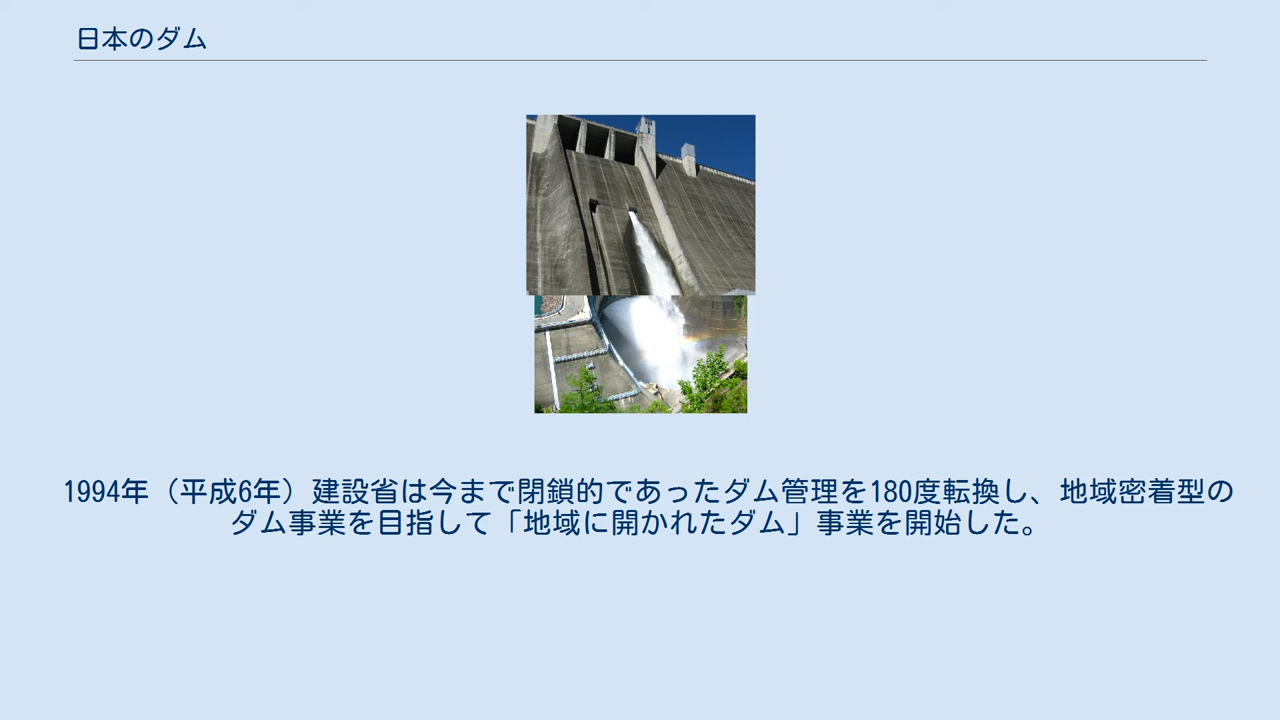 日本のダム
1994年（平成6年）建設省は今まで閉鎖的であったダム管理を180度転換し、地域密着型の
ダム事業を目指して「地域に開かれたダム」事業を開始した。